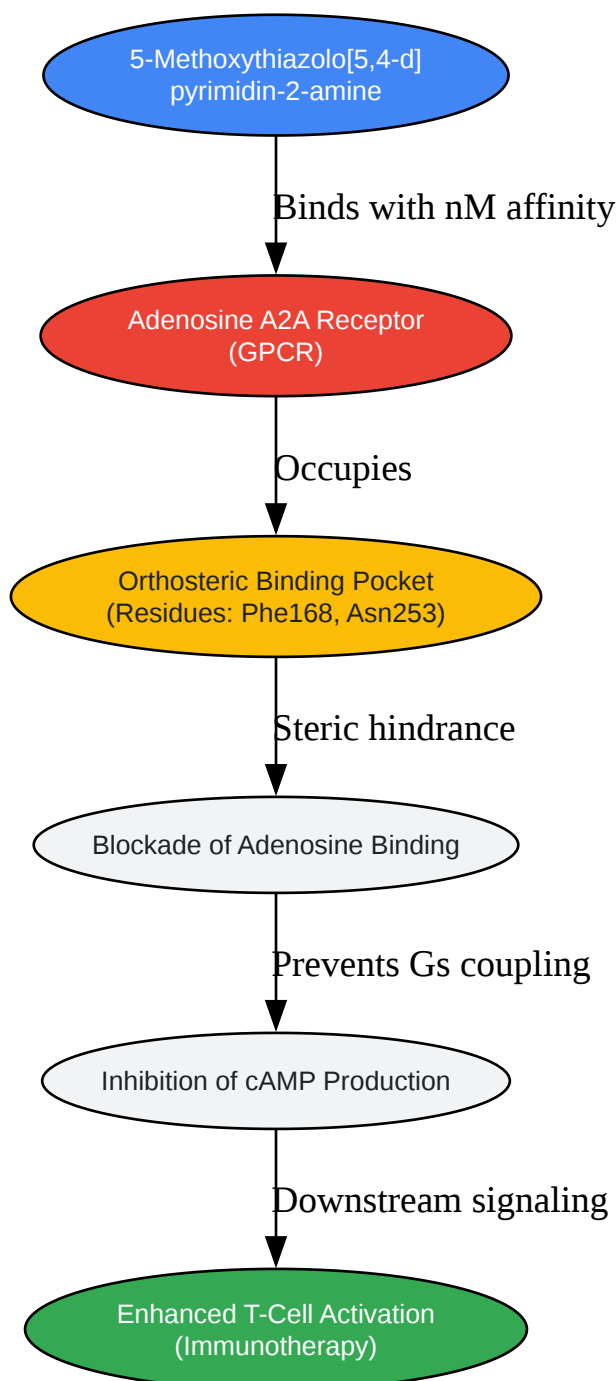 5-Methoxythiazolo[5,4-d]
pyrimidin-2-amine
Binds with nM affinity
Adenosine A2A Receptor
(GPCR)
Occupies
Orthosteric Binding Pocket
(Residues: Phe168, Asn253)
Steric hindrance
Blockade of Adenosine Binding
Prevents Gs coupling
Inhibition of cAMP Production
Downstream signaling
Enhanced T-Cell Activation
(Immunotherapy)